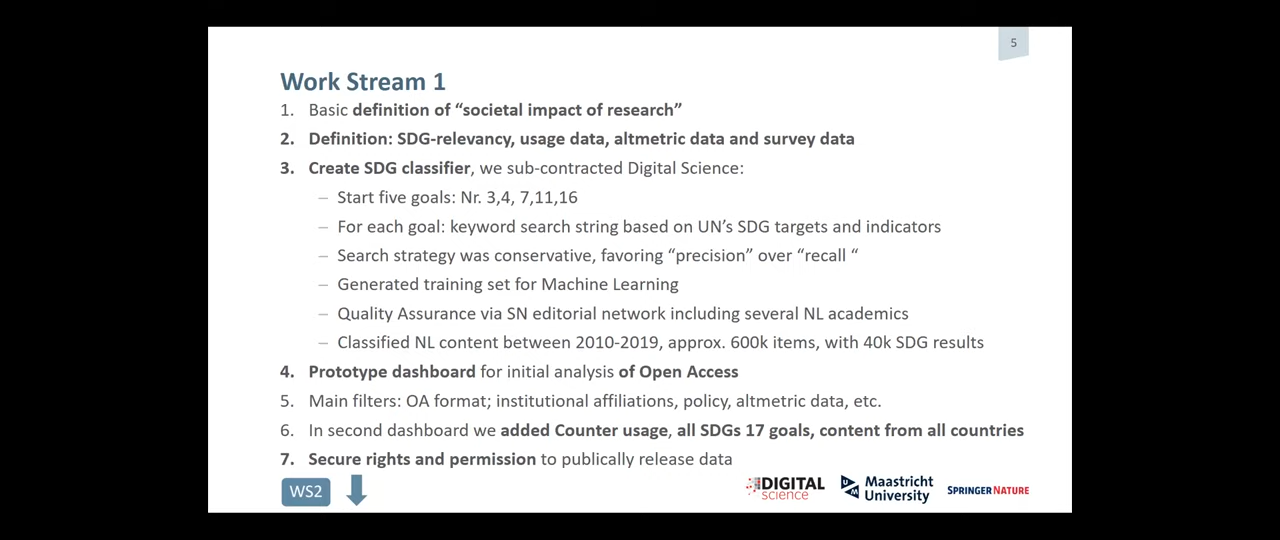 5
Work Stream 1
1. Basic definition of “societal impact of research”
2. Definition: SDG-relevancy, usage data, altmetric data and survey data
3. Create SDG classifier, we sub-contracted Digital Science:
– Start five goals: Nr. 3,4, 7,11,16
– For each goal: keyword search string based on UN’s SDG targets and indicators
– Search strategy was conservative, favoring “precision” over “recall “
– Generated training set for Machine Learning
– Quality Assurance via SN editorial network including several NL academics
– Classified NL content between 2010-2019, approx. 600k items, with 40k SDG results
4. Prototype dashboard for initial analysis of Open Access
5. Main filters: OA format; institutional affiliations, policy, altmetric data, etc.
6. In second dashboard we added Counter usage, all SDGs 17 goals, content from all countries
7. Secure rights and permission to publically release data
WS2
DIGITAL
science
Maastricht
University
SPRINGER NATURE